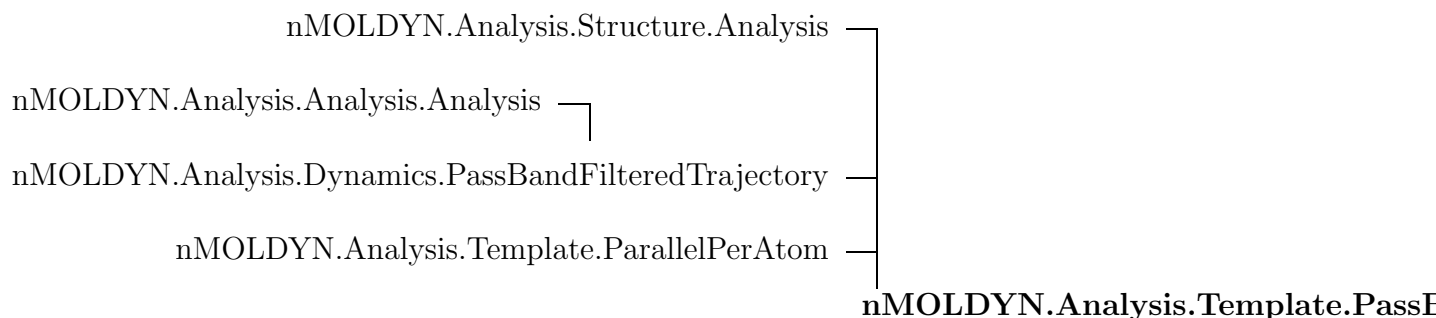 nMOLDYN.Analysis.Structure.Analysis
nMOLDYN.Analysis.Analysis.Analysis
nMOLDYN.Analysis.Dynamics.PassBandFilteredTrajectory
nMOLDYN.Analysis.Template.ParallelPerAtom
nMOLDYN.Analysis.Template.PassB